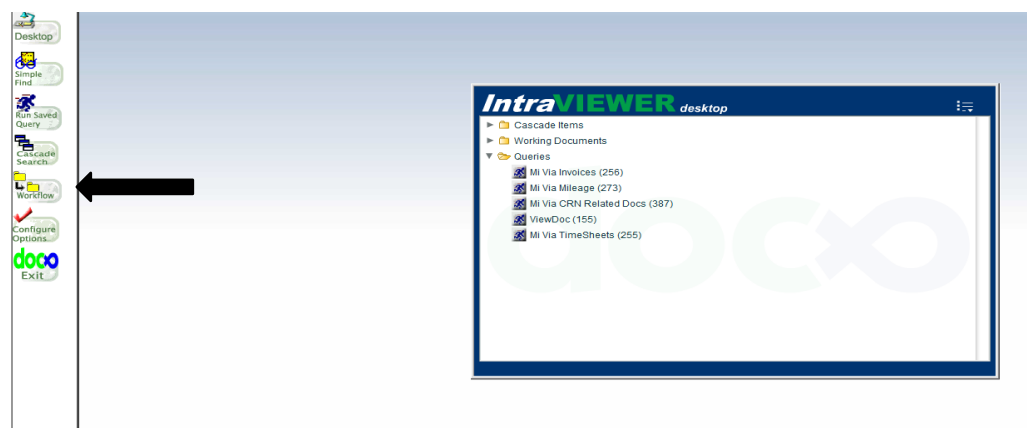 Desktop
Simple
Find
Run Saved
Query
Cascade
Search
Workflow
Configure
Options
doco
Exit
IntraVIEWER desktop
Cascade Items
Working Documents
Queries
Mi Via Invoices (256)
Mi Via Mileage (273)
Mi Via CRN Related Docs (387)
ViewDoc (155)
Mi Via TimeSheets (255)